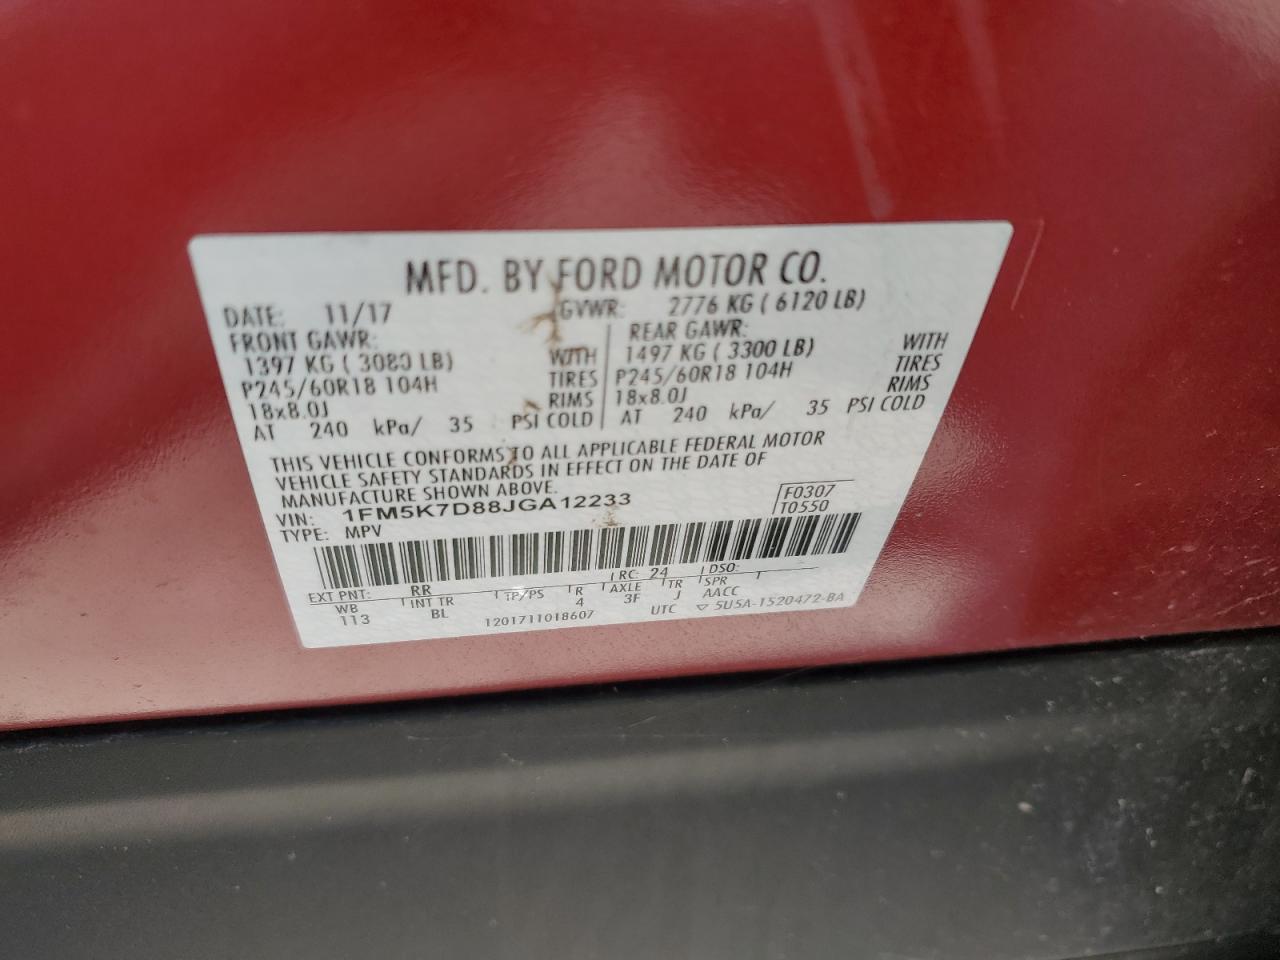 MFD. BY FORD MOTOR CO.
DATE: 11/17 GVWR: 2776 KG ( 6120 LB)
FRONT GAWR: REAR GAWR:
1397 KG ( 3080 LB) WITH 1497 KG ( 3300 LB) WITH
P245/60R18 104H TIRES P245/60R18 104H TIRES
18x8.0J RIMS 18x8.0J RIMS
AT 240 kPa/ 35 PSI COLD AT 240 kPa/ 35 PSI COLD
THIS VEHICLE CONFORMS TO ALL APPLICABLE FEDERAL MOTOR
VEHICLE SAFETY STANDARDS IN EFFECT ON THE DATE OF
MANUFACTURE SHOWN ABOVE.
VIN: 1FM5K7D88JGA12233 F0307
TYPE: MPV T0550
EXT PNT: RR RC: 24 DSO:
WB INT TR TP/PS R AXLE TR SPR
113 BL 4 3F J AACC
1201711018607 UTC ▽ 5U5A-1520472-BA